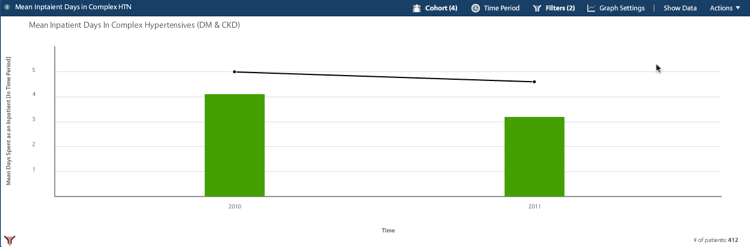 Mean Inptaient Days in Complex HTN
Cohort (4)
Time Period
Filters (2)
Graph Settings
Show Data
Actions
Mean Inpatient Days In Complex Hypertensives (DM & CKD)
Mean Days Spent as an Inpatient [In Time Period]
5
4
3
2
1
2010
2011
Time
# of patients: 412